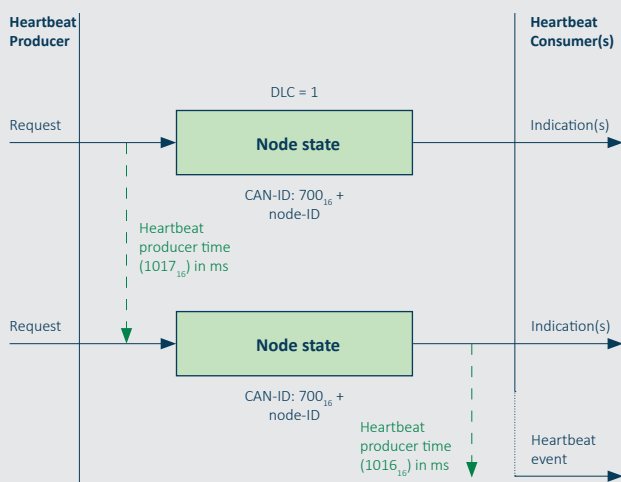 Heartbeat
Producer
Heartbeat
Consumer(s)
DLC = 1
Request
Node state
Indication(s)
CAN-ID: 700₁₆ +
node-ID
Heartbeat
producer time
(1017₁₆) in ms
Request
Node state
Indication(s)
CAN-ID: 700₁₆ +
node-ID
Heartbeat
producer time
(1016₁₆) in ms
Heartbeat
event